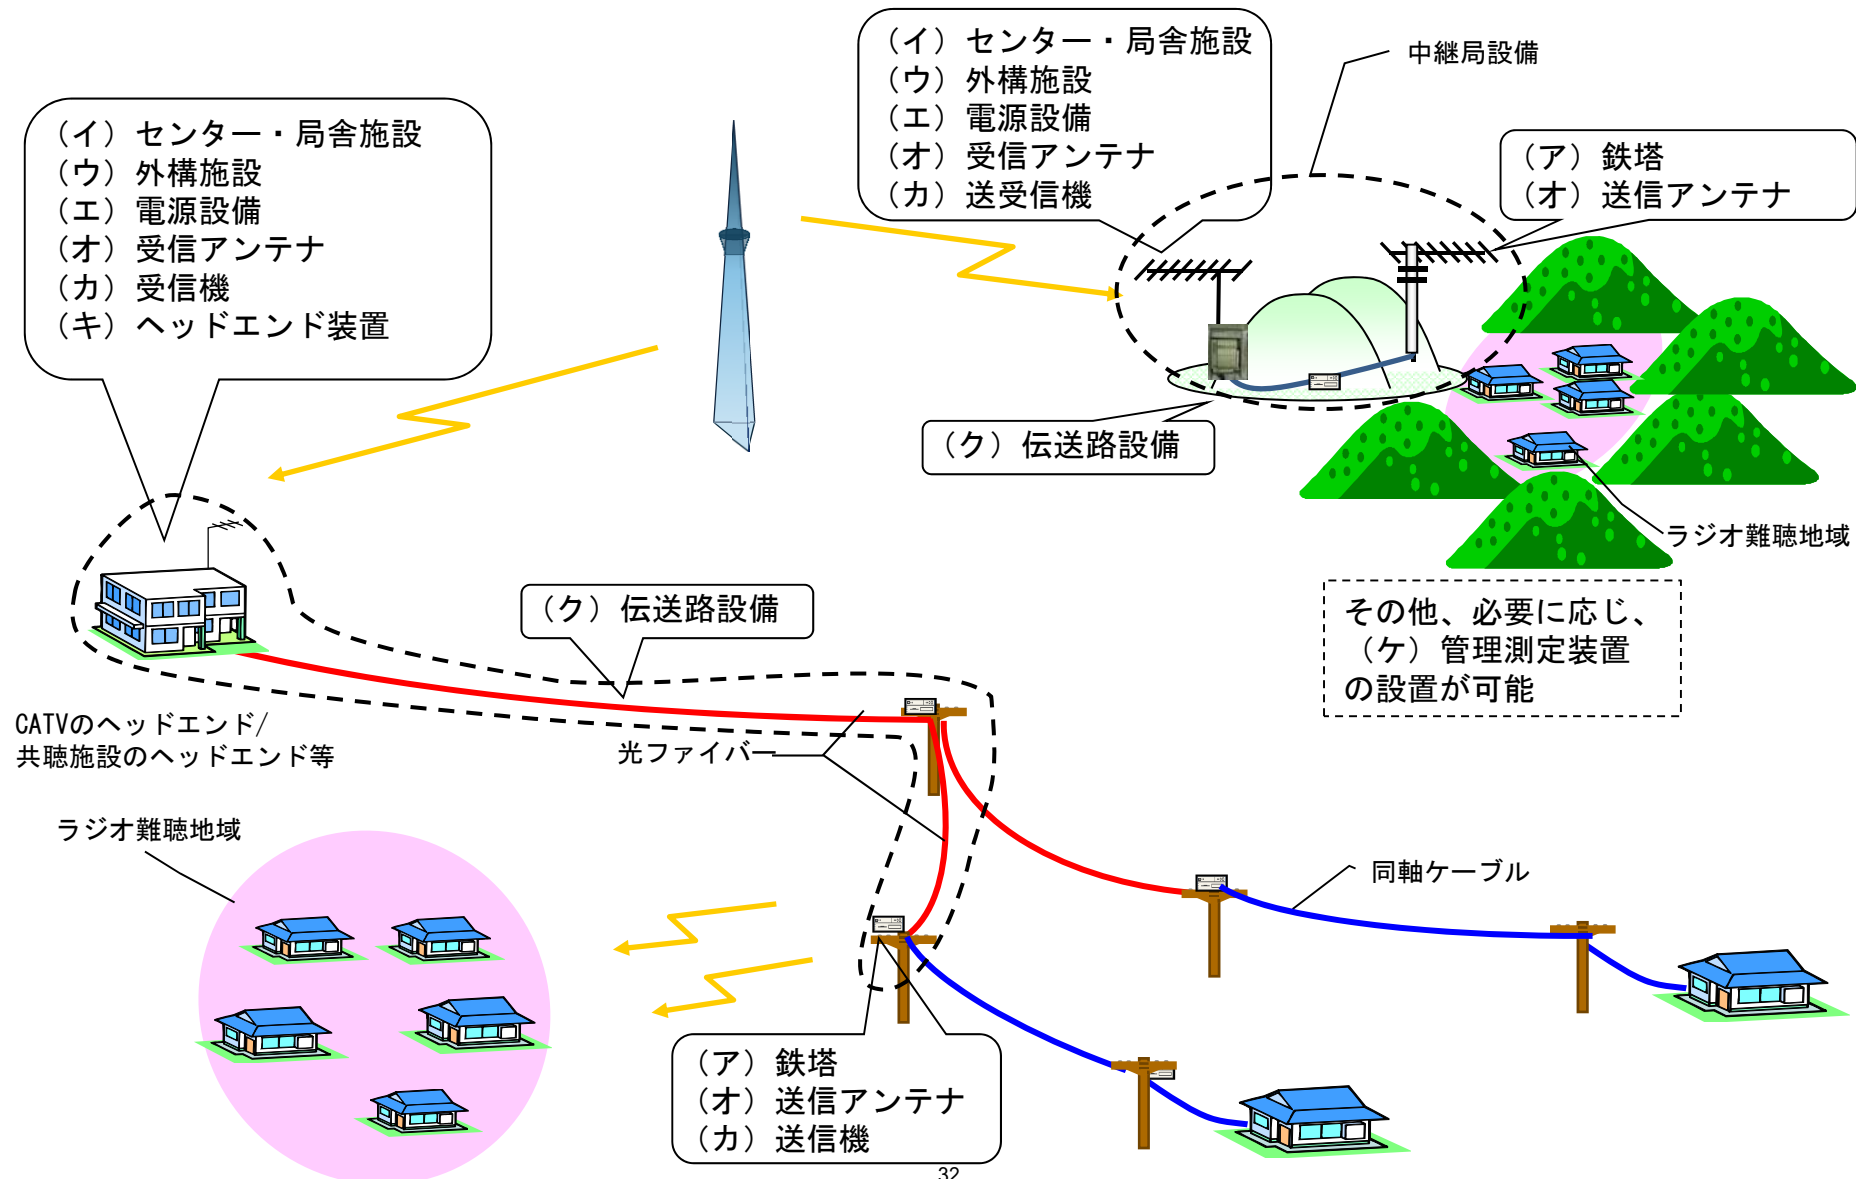 （イ）センター・局舎施設
（ウ）外構施設
（エ）電源設備
（オ）受信アンテナ
（カ）送受信機
中継局設備
（イ）センター・局舎施設
（ウ）外構施設
（エ）電源設備
（オ）受信アンテナ
（カ）受信機
（キ）ヘッドエンド装置
（ア）鉄塔
（オ）送信アンテナ
（ク）伝送路設備
ラジオ難聴地域
（ク）伝送路設備
その他、必要に応じ、
（ケ）管理測定装置
の設置が可能
CATVのヘッドエンド/
共聴施設のヘッドエンド等
光ファイバー
ラジオ難聴地域
同軸ケーブル
（ア）鉄塔
（オ）送信アンテナ
（カ）送信機
32